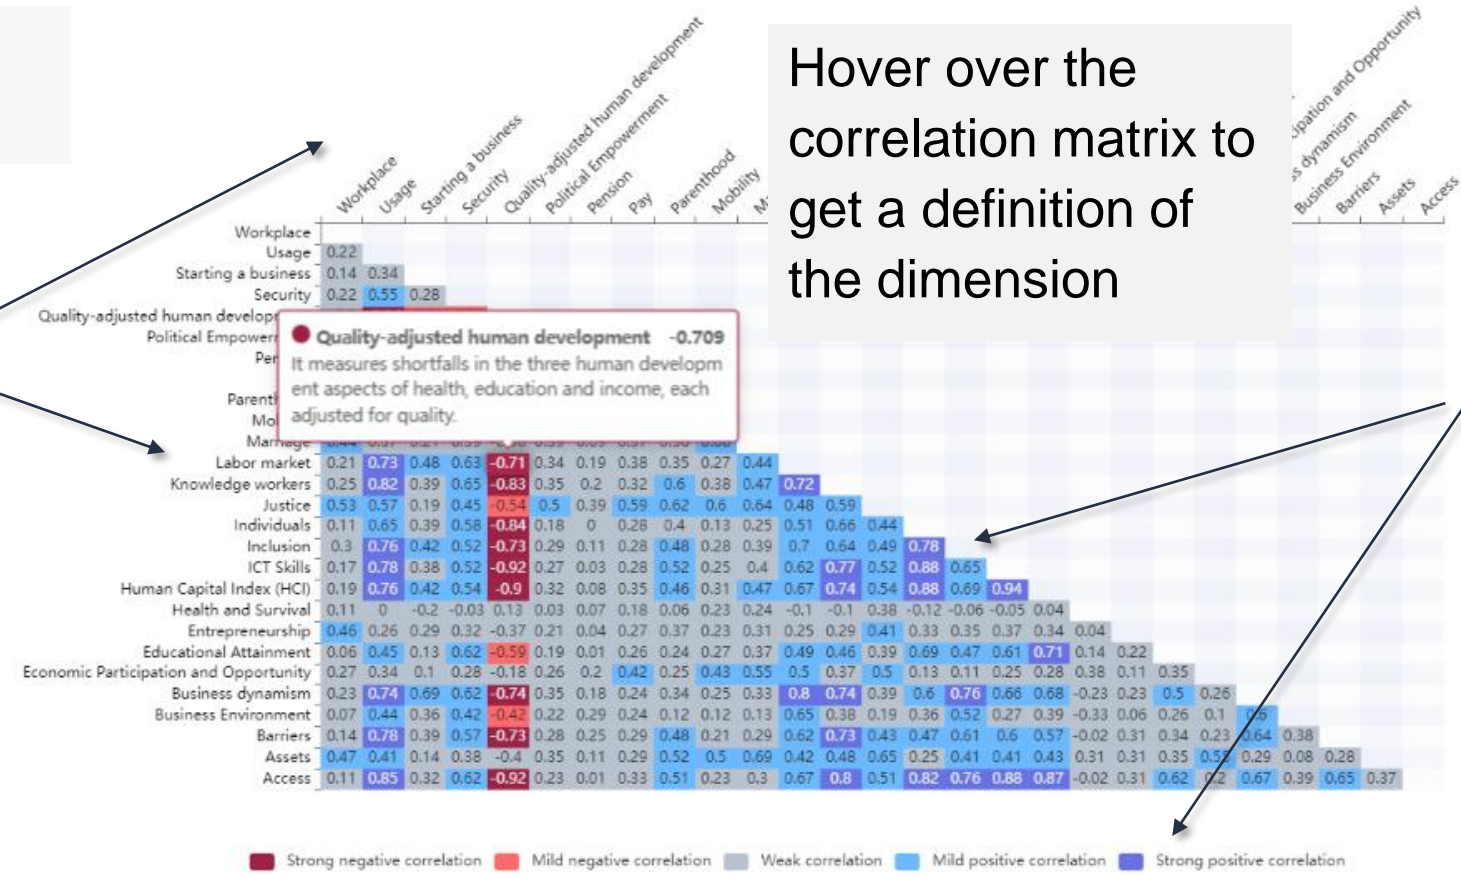 Hover over the
correlation matrix to
get a definition of
the dimension
Workplace
Usage
Starting a business
Security
Quality-adjusted human development
Political Empowerment
Pension
Pay
Parenthood
Mobility
Business Environment
Barriers
Assets
Access
Workplace
Usage 0.22
Starting a business 0.14 0.34
Security 0.22 0.55 0.28
Quality-adjusted human develop
Political Empower
Quality-adjusted human development -0.709
It measures shortfalls in the three human developm
ent aspects of health, education and income, each
adjusted for quality.
Labor market 0.21 0.73 0.48 0.63 -0.71 0.34 0.19 0.38 0.35 0.27 0.44
Knowledge workers 0.25 0.82 0.39 0.65 -0.83 0.35 0.2 0.32 0.6 0.38 0.47 0.72
Justice 0.53 0.57 0.19 0.45 -0.54 0.5 0.39 0.59 0.62 0.6 0.64 0.48 0.59
Individuals 0.11 0.65 0.39 0.58 -0.84 0.18 0 0.28 0.4 0.13 0.25 0.51 0.66 0.44
Inclusion 0.3 0.76 0.42 0.52 -0.73 0.29 0.11 0.28 0.48 0.28 0.39 0.7 0.64 0.49 0.78
ICT Skills 0.17 0.78 0.38 0.52 -0.92 0.27 0.03 0.28 0.52 0.25 0.4 0.62 0.77 0.52 0.88 0.65
Human Capital Index (HCI) 0.19 0.76 0.42 0.54 -0.9 0.32 0.08 0.35 0.46 0.31 0.47 0.67 0.74 0.54 0.88 0.69 0.94
Health and Survival 0.11 0 -0.2 -0.03 0.13 0.03 0.07 0.18 0.06 0.23 0.24 -0.1 -0.1 0.38 -0.12 -0.06 -0.05 0.04
Entrepreneurship 0.46 0.26 0.29 0.32 -0.37 0.21 0.04 0.27 0.37 0.23 0.31 0.25 0.29 0.41 0.33 0.35 0.37 0.34 0.04
Educational Attainment 0.06 0.45 0.13 0.62 -0.59 0.19 0.01 0.26 0.24 0.27 0.37 0.49 0.46 0.39 0.69 0.47 0.61 0.71 0.14 0.22
Economic Participation and Opportunity 0.27 0.34 0.1 0.28 -0.18 0.26 0.2 0.42 0.25 0.43 0.55 0.5 0.37 0.5 0.13 0.11 0.25 0.28 0.38 0.11 0.35
Business dynamism 0.23 0.74 0.69 0.62 -0.74 0.35 0.18 0.24 0.34 0.25 0.33 0.8 0.74 0.39 0.6 0.76 0.66 0.68 -0.23 0.23 0.5 0.26
Business Environment 0.07 0.44 0.36 0.42 -0.42 0.22 0.29 0.24 0.12 0.12 0.13 0.65 0.38 0.19 0.36 0.52 0.27 0.39 -0.33 0.06 0.26 0.1
Barriers 0.14 0.78 0.39 0.57 -0.73 0.28 0.25 0.29 0.48 0.21 0.29 0.62 0.73 0.43 0.47 0.61 0.6 0.57 -0.02 0.31 0.34 0.23 0.64 0.38
Assets 0.47 0.41 0.14 0.38 -0.4 0.35 0.11 0.29 0.52 0.5 0.69 0.42 0.48 0.65 0.25 0.41 0.41 0.43 0.31 0.31 0.35 0.29 0.08 0.28
Access 0.11 0.85 0.32 0.62 -0.92 0.23 0.01 0.33 0.51 0.23 0.3 0.67 0.8 0.51 0.82 0.76 0.88 0.87 -0.02 0.31 0.62 0.2 0.67 0.39 0.65 0.37
Strong negative correlation Mild negative correlation Weak correlation Mild positive correlation Strong positive correlation